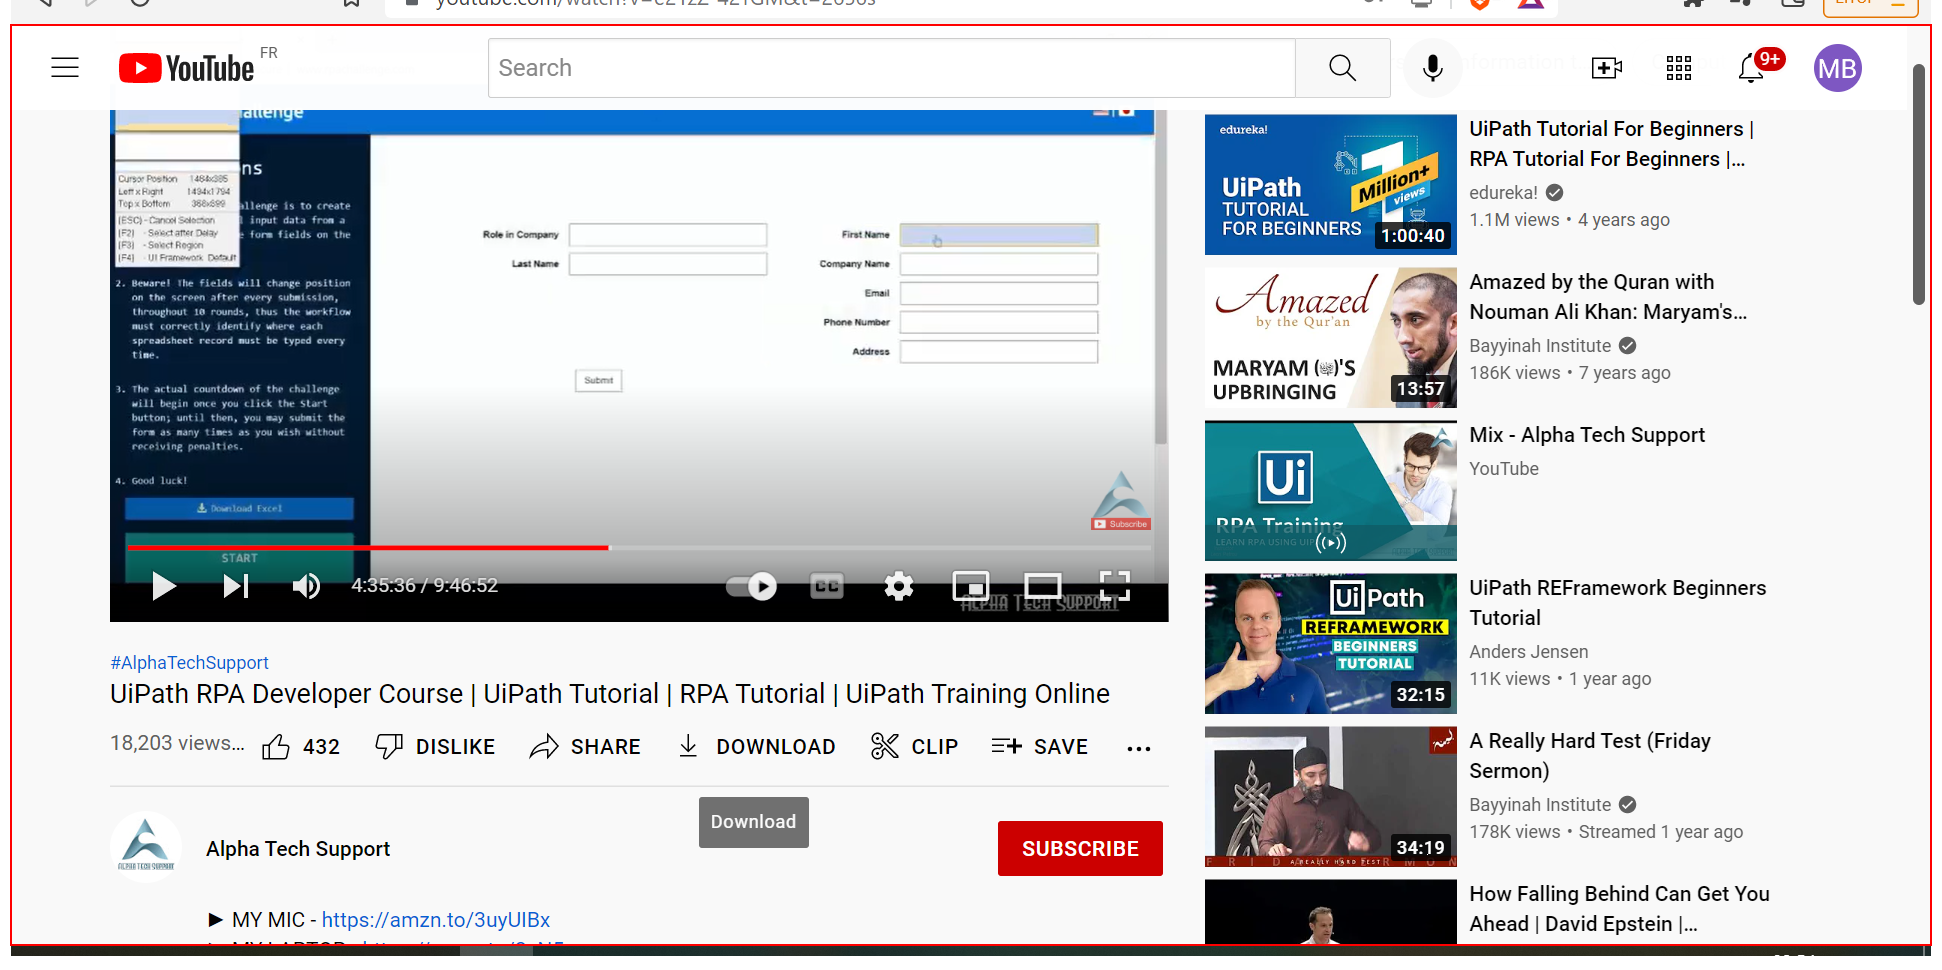 YouTube FR
Search
9+
MB
allenge
ns
Cursor Position 1484x385
Left x Right 1494x1794
Top x Bottom 368x399
(ESC) - Cancel Selection
(F2) - Select after Delay
(F3) - Select Region
(F4) - UI Framework Default
allenge is to create
input data from a
e form fields on the
2. Beware! The fields will change position
on the screen after every submission,
throughout 10 rounds, thus the workflow
must correctly identify where each
spreadsheet record must be typed every
time.
3. The actual countdown of the challenge
will begin once you click the Start
button; until then, you may submit the
form as many times as you wish without
receiving penalties.
4. Good luck!
Download Excel
START
Role in Company
Last Name
First Name
Company Name
Email
Phone Number
Address
Submit
Subscribe
4:35:36 / 9:46:52
CC
ALPHA TECH SUPPORT
#AlphaTechSupport
UiPath RPA Developer Course | UiPath Tutorial | RPA Tutorial | UiPath Training Online
18,203 views...
432
DISLIKE
SHARE
DOWNLOAD
CLIP
SAVE
Download
ALPHA TECH SUPPORT
Alpha Tech Support
SUBSCRIBE
► MY MIC - https://amzn.to/3uyUIBx
edureka!
UiPath
TUTORIAL
FOR BEGINNERS
1 Million+
views
1:00:40
UiPath Tutorial For Beginners |
RPA Tutorial For Beginners |...
edureka!
1.1M views • 4 years ago
Amazed
by the Qur'an
MARYAM (ﷺ)'S
UPBRINGING
13:57
Amazed by the Quran with
Nouman Ali Khan: Maryam's...
Bayyinah Institute
186K views • 7 years ago
Ui
RPA Training
Mix - Alpha Tech Support
YouTube
UiPath
REFRAMEWORK
BEGINNERS
TUTORIAL
32:15
UiPath REFramework Beginners
Tutorial
Anders Jensen
11K views • 1 year ago
A REALLY HARD TEST
FRIDAY SERMON
34:19
A Really Hard Test (Friday
Sermon)
Bayyinah Institute
178K views • Streamed 1 year ago
How Falling Behind Can Get You
Ahead | David Epstein |...